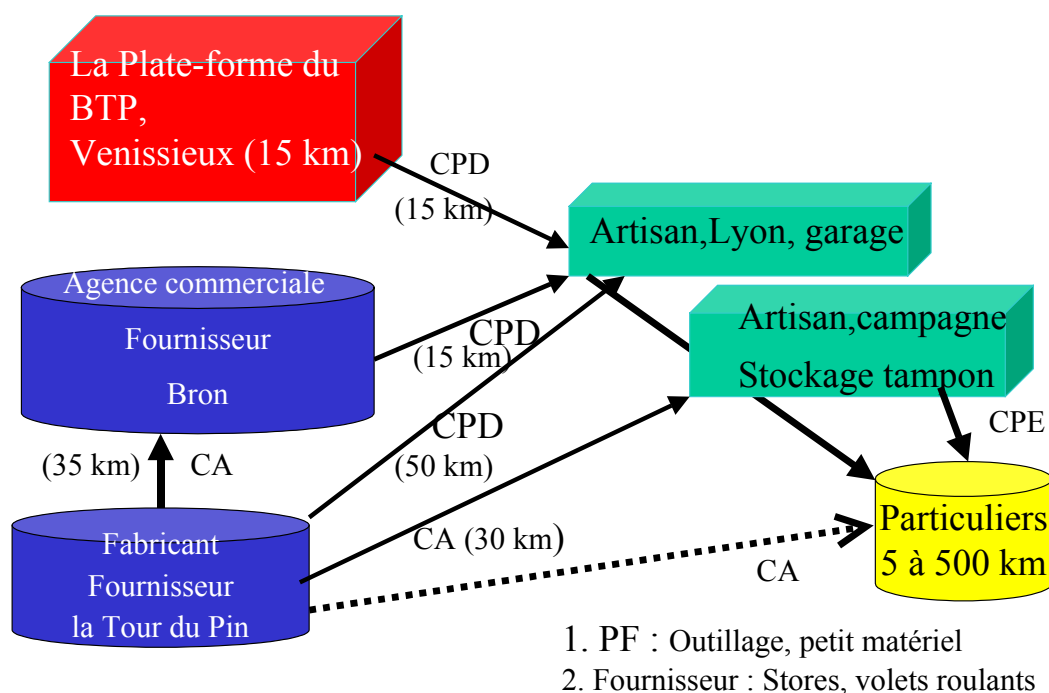 La Plate-forme du
BTP,
Venissieux (15 km)
CPD
(15 km)
Artisan,Lyon, garage
Agence commerciale
Fournisseur
Bron
CPD
(15 km)
Artisan,campagne
Stockage tampon
CPE
CPD
(50 km)
(35 km)
CA
Fabricant
Fournisseur
la Tour du Pin
CA (30 km)
CA
Particuliers
5 à 500 km
1. PF : Outillage, petit matériel
2. Fournisseur : Stores, volets roulants